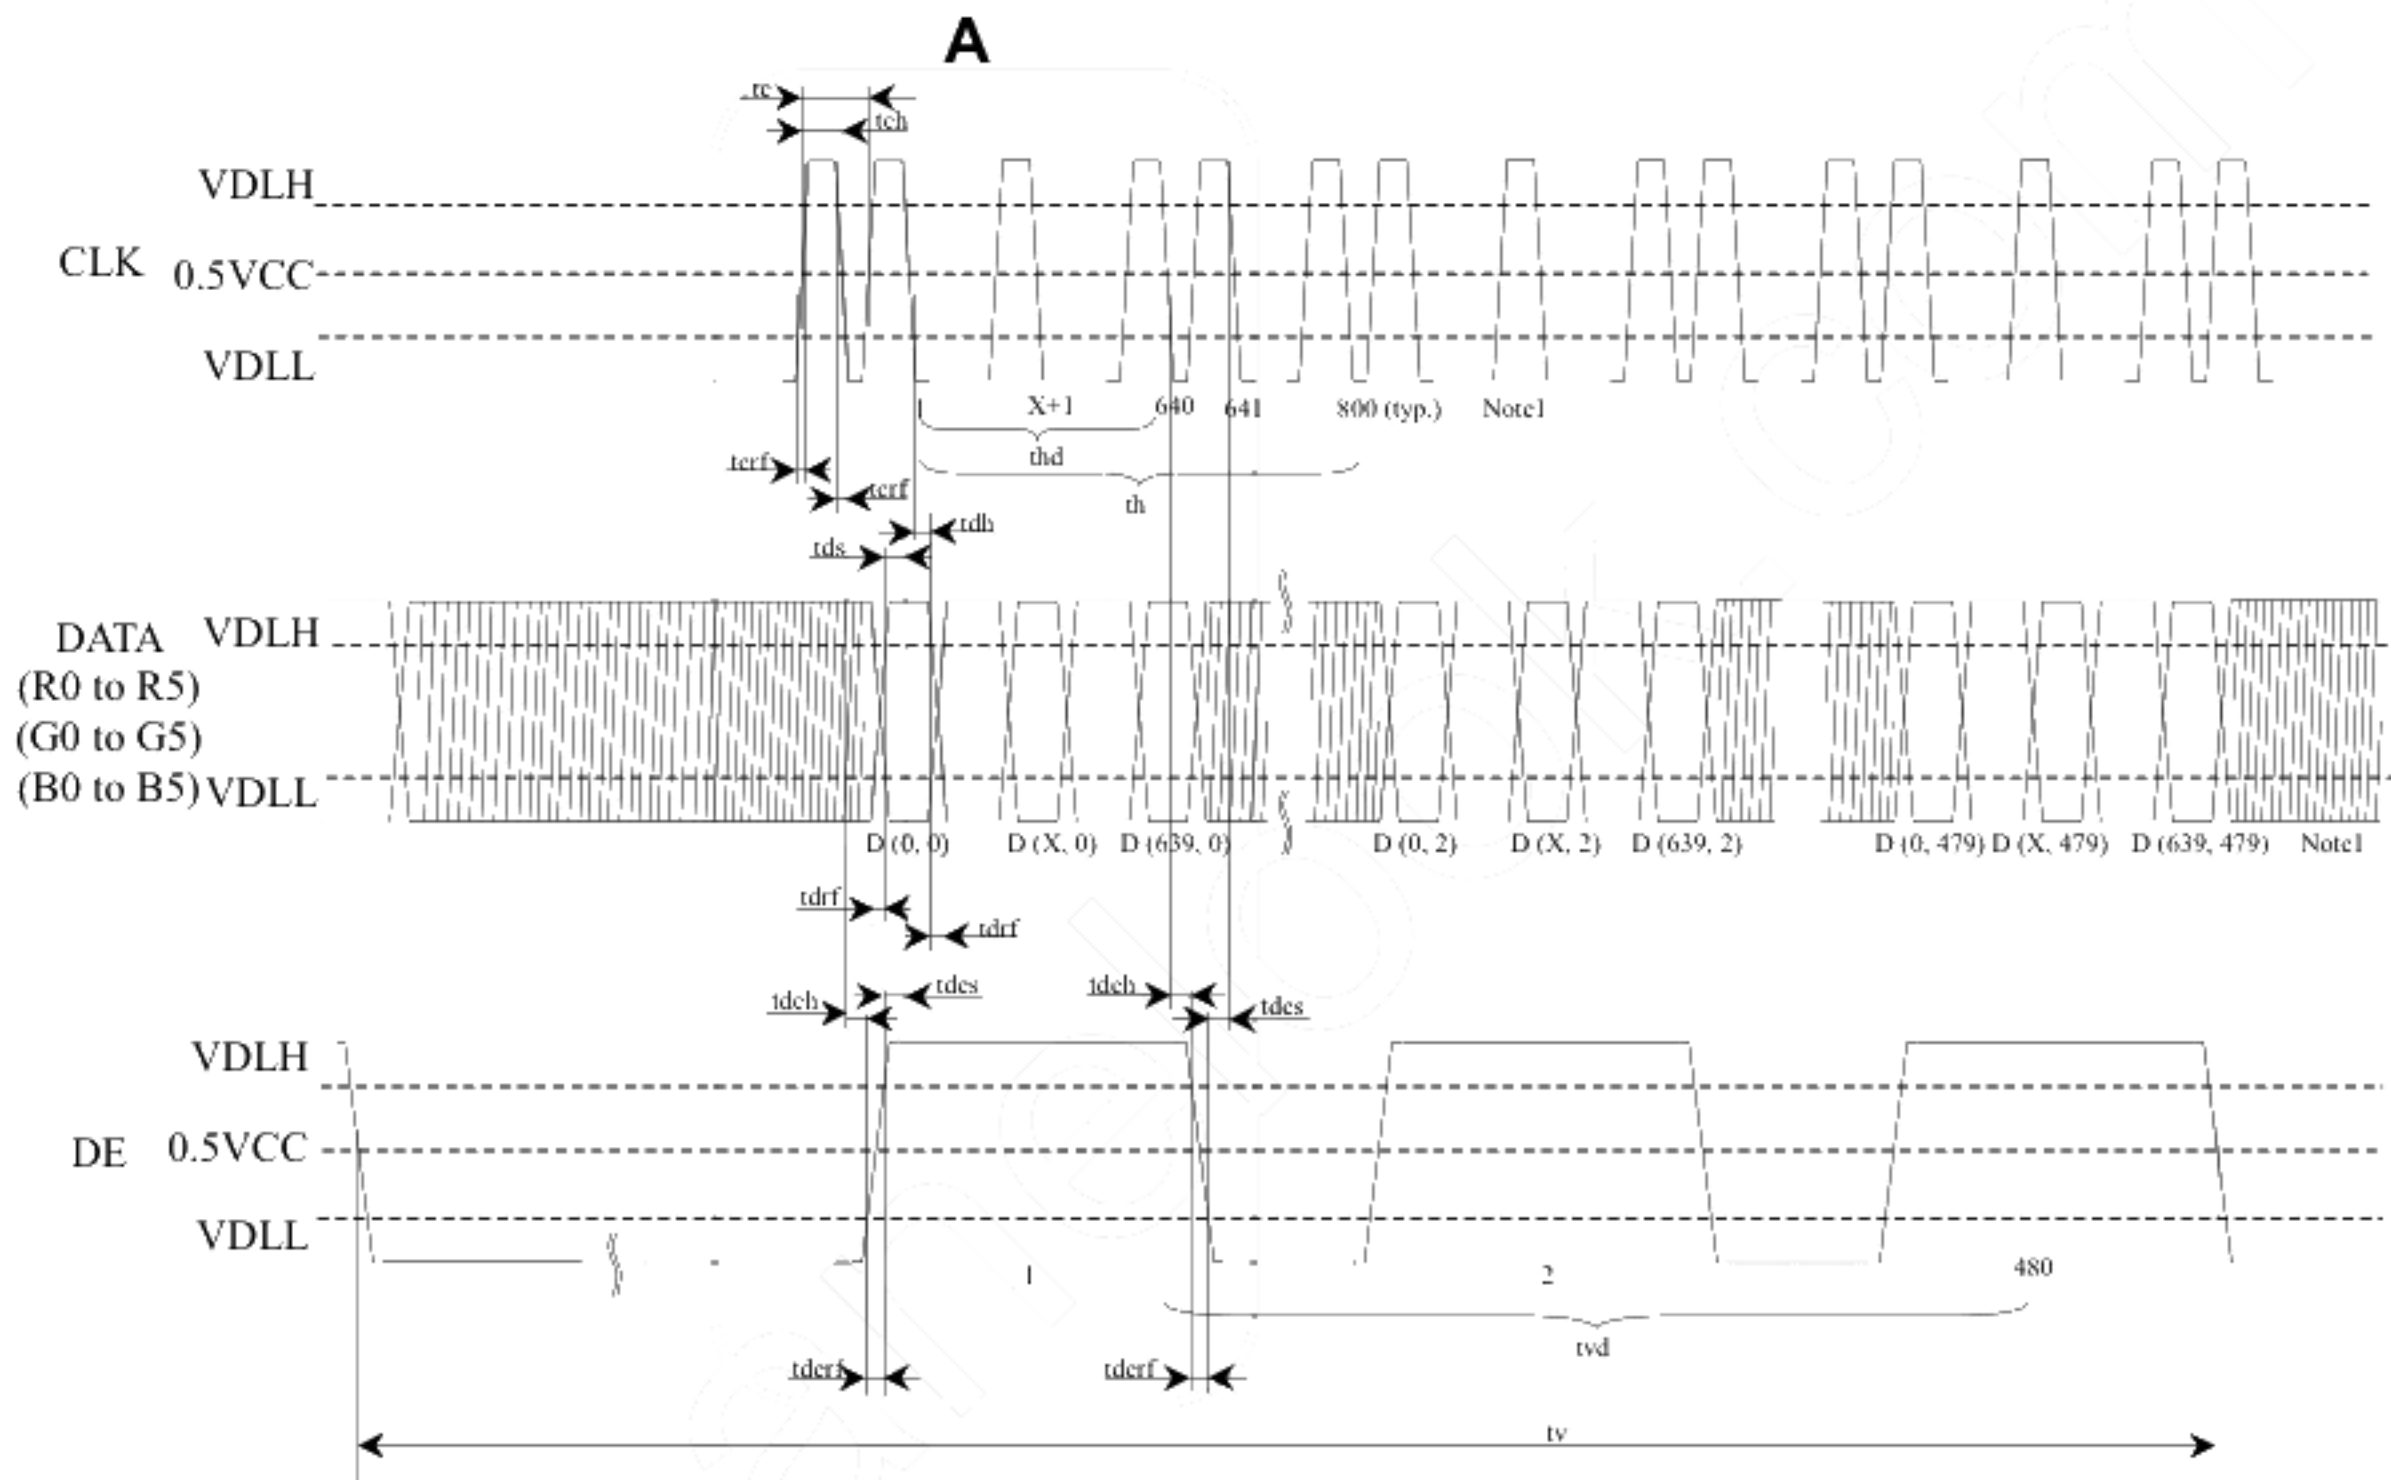 A
tc
tch
VDLH
CLK 0.5VCC
VDLL
1 X+1 640 641 800 (typ.) Note1
thd
tcrf
tcrf
th
tdh
tds
DATA VDLH
(R0 to R5)
(G0 to G5)
(B0 to B5) VDLL
D (0, 0) D (X, 0) D (639, 0) D (0, 2) D (X, 2) D (639, 2) D (0, 479) D (X, 479) D (639, 479) Note1
tdrf
tdrf
tdes tdeh
tdeh tdes
VDLH
DE 0.5VCC
VDLL
1 2 480
tvd
tderf tderf
tv